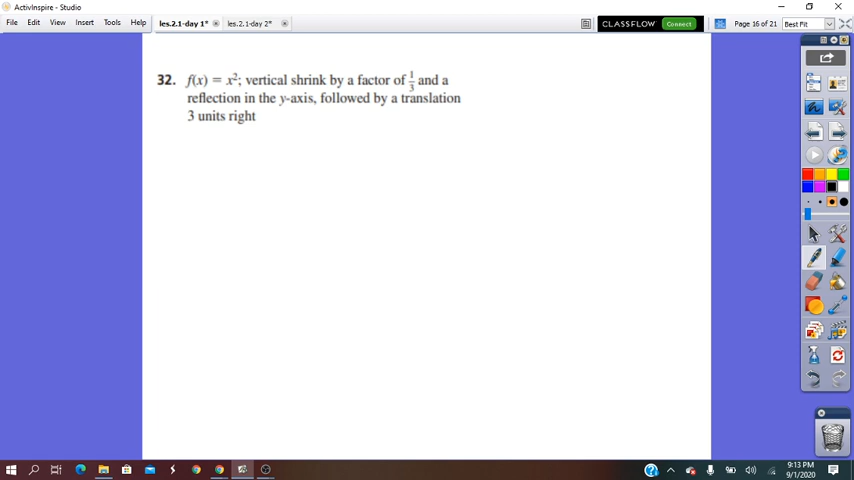 ActivInspire - Studio
File Edit View Insert Tools Help
les.2.1-day 1*
les.2.1-day 2*
CLASSFLOW Connect
Page 16 of 21
Best Fit
32. f(x) = x²; vertical shrink by a factor of 1/3 and a
reflection in the y-axis, followed by a translation
3 units right
9:13 PM
9/1/2020